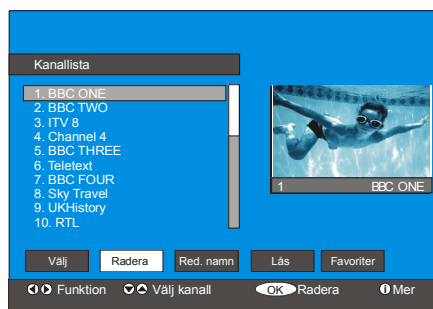 Kanallista
1. BBC ONE
2. BBC TWO
3. ITV 8
4. Channel 4
5. BBC THREE
6. Teletext
7. BBC FOUR
8. Sky Travel
9. UKHistory
10. RTL
1 BBC ONE
Välj Radera Red. namn Lås Favoriter
Funktion Välj kanall OK Radera i Mer